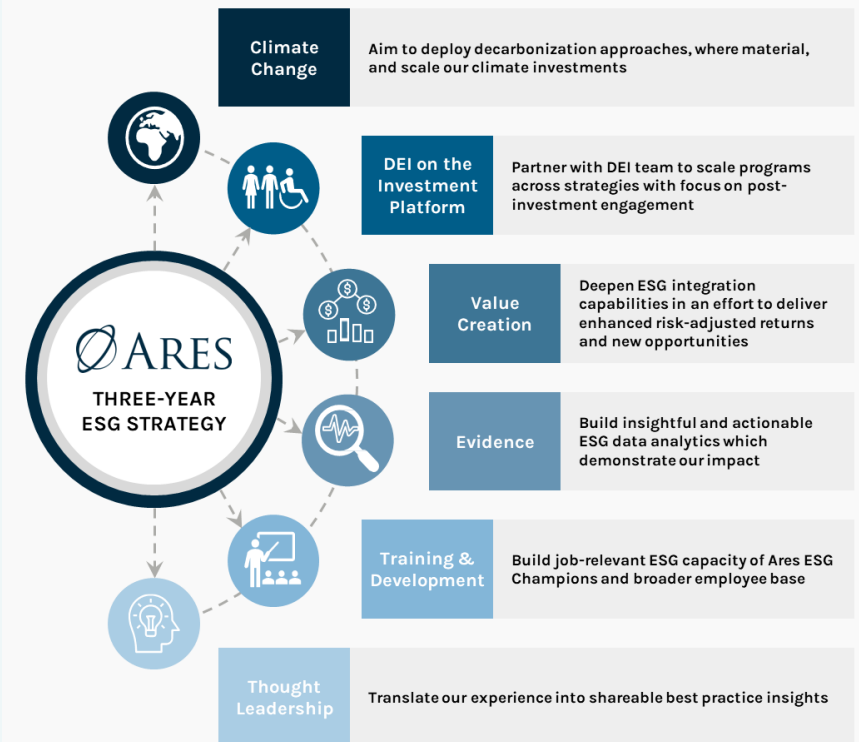 Climate
Change
Aim to deploy decarbonization approaches, where material,
and scale our climate investments
DEI on the
Investment
Platform
Partner with DEI team to scale programs
across strategies with focus on post-
investment engagement
Value
Creation
Deepen ESG integration
capabilities in an effort to deliver
enhanced risk-adjusted returns
and new opportunities
$
$
$
ARES
THREE-YEAR
ESG STRATEGY
Evidence
Build insightful and actionable
ESG data analytics which
demonstrate our impact
Training &
Development
Build job-relevant ESG capacity of Ares ESG
Champions and broader employee base
Thought
Leadership
Translate our experience into shareable best practice insights